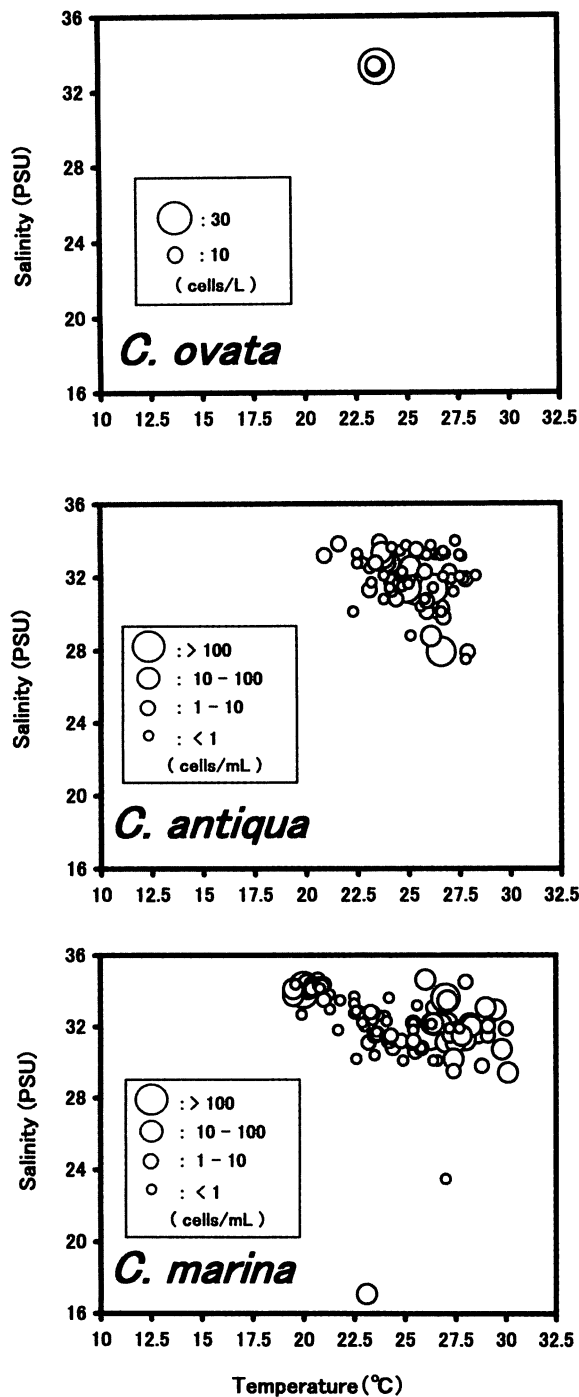 36
32
28
24
20
16
Salinity (PSU)
: 30
: 10
( cells/L )
C. ovata
10 12.5 15 17.5 20 22.5 25 27.5 30 32.5
36
32
28
24
20
16
Salinity (PSU)
: > 100
: 10 - 100
: 1 - 10
: < 1
( cells/mL )
C. antiqua
10 12.5 15 17.5 20 22.5 25 27.5 30 32.5
36
32
28
24
20
16
Salinity (PSU)
: > 100
: 10 - 100
: 1 - 10
: < 1
( cells/mL )
C. marina
10 12.5 15 17.5 20 22.5 25 27.5 30 32.5
Temperature (°C)